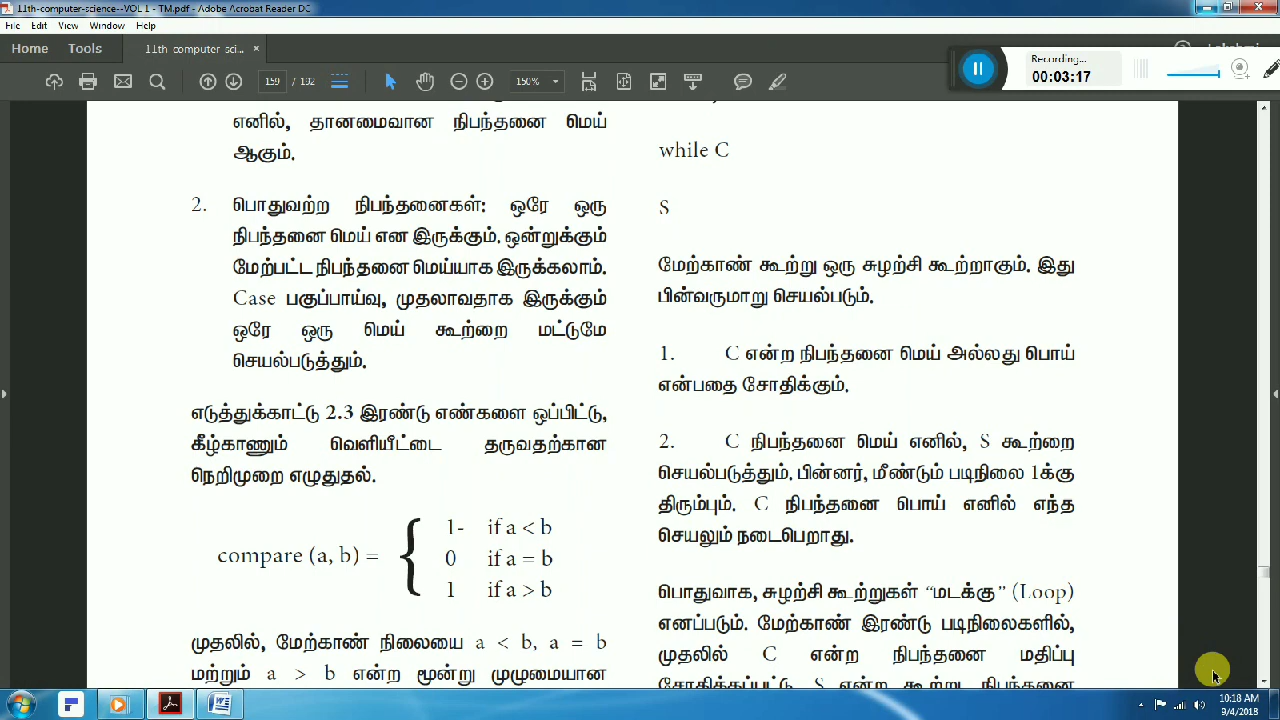 11th-computer-science--VOL 1 - TM.pdf - Adobe Acrobat Reader DC
File Edit View Window Help
Home Tools 11th-computer-sci... ×
159 / 192 150%
Recording...
00:03:17
எனில், தானமைவான நிபந்தனை மெய்
ஆகும்.
2. பொதுவற்ற நிபந்தனைகள்: ஒரே ஒரு
நிபந்தனை மெய் என இருக்கும். ஒன்றுக்கும்
மேற்பட்ட நிபந்தனை மெய்யாக இருக்கலாம்.
Case பகுப்பாய்வு, முதலாவதாக இருக்கும்
ஒரே ஒரு மெய் கூற்றை மட்டுமே
செயல்படுத்தும்.
எடுத்துக்காட்டு 2.3 இரண்டு எண்களை ஒப்பிட்டு,
கீழ்காணும் வெளியீட்டை தருவதற்கான
நெறிமுறை எழுதுதல்.
1- if a < b
compare (a, b) = { 0 if a = b
1 if a > b
முதலில், மேற்காண் நிலையை a < b, a = b
மற்றும் a > b என்ற மூன்று முழுமையான
while C
S
மேற்காண் கூற்று ஒரு சுழற்சி கூற்றாகும். இது
பின்வருமாறு செயல்படும்.
1. C என்ற நிபந்தனை மெய் அல்லது பொய்
என்பதை சோதிக்கும்.
2. C நிபந்தனை மெய் எனில், S கூற்றை
செயல்படுத்தும். பின்னர், மீண்டும் படிநிலை 1க்கு
திரும்பும். C நிபந்தனை பொய் எனில் எந்த
செயலும் நடைபெறாது.
பொதுவாக, சுழற்சி கூற்றுகள் “மடக்கு” (Loop)
எனப்படும். மேற்காண் இரண்டு படிநிலைகளில்,
முதலில் C என்ற நிபந்தனை மதிப்பு
சோதிக்கப்பட்டு S என்ற கூற்று நிபந்தனை
10:18 AM
9/4/2018